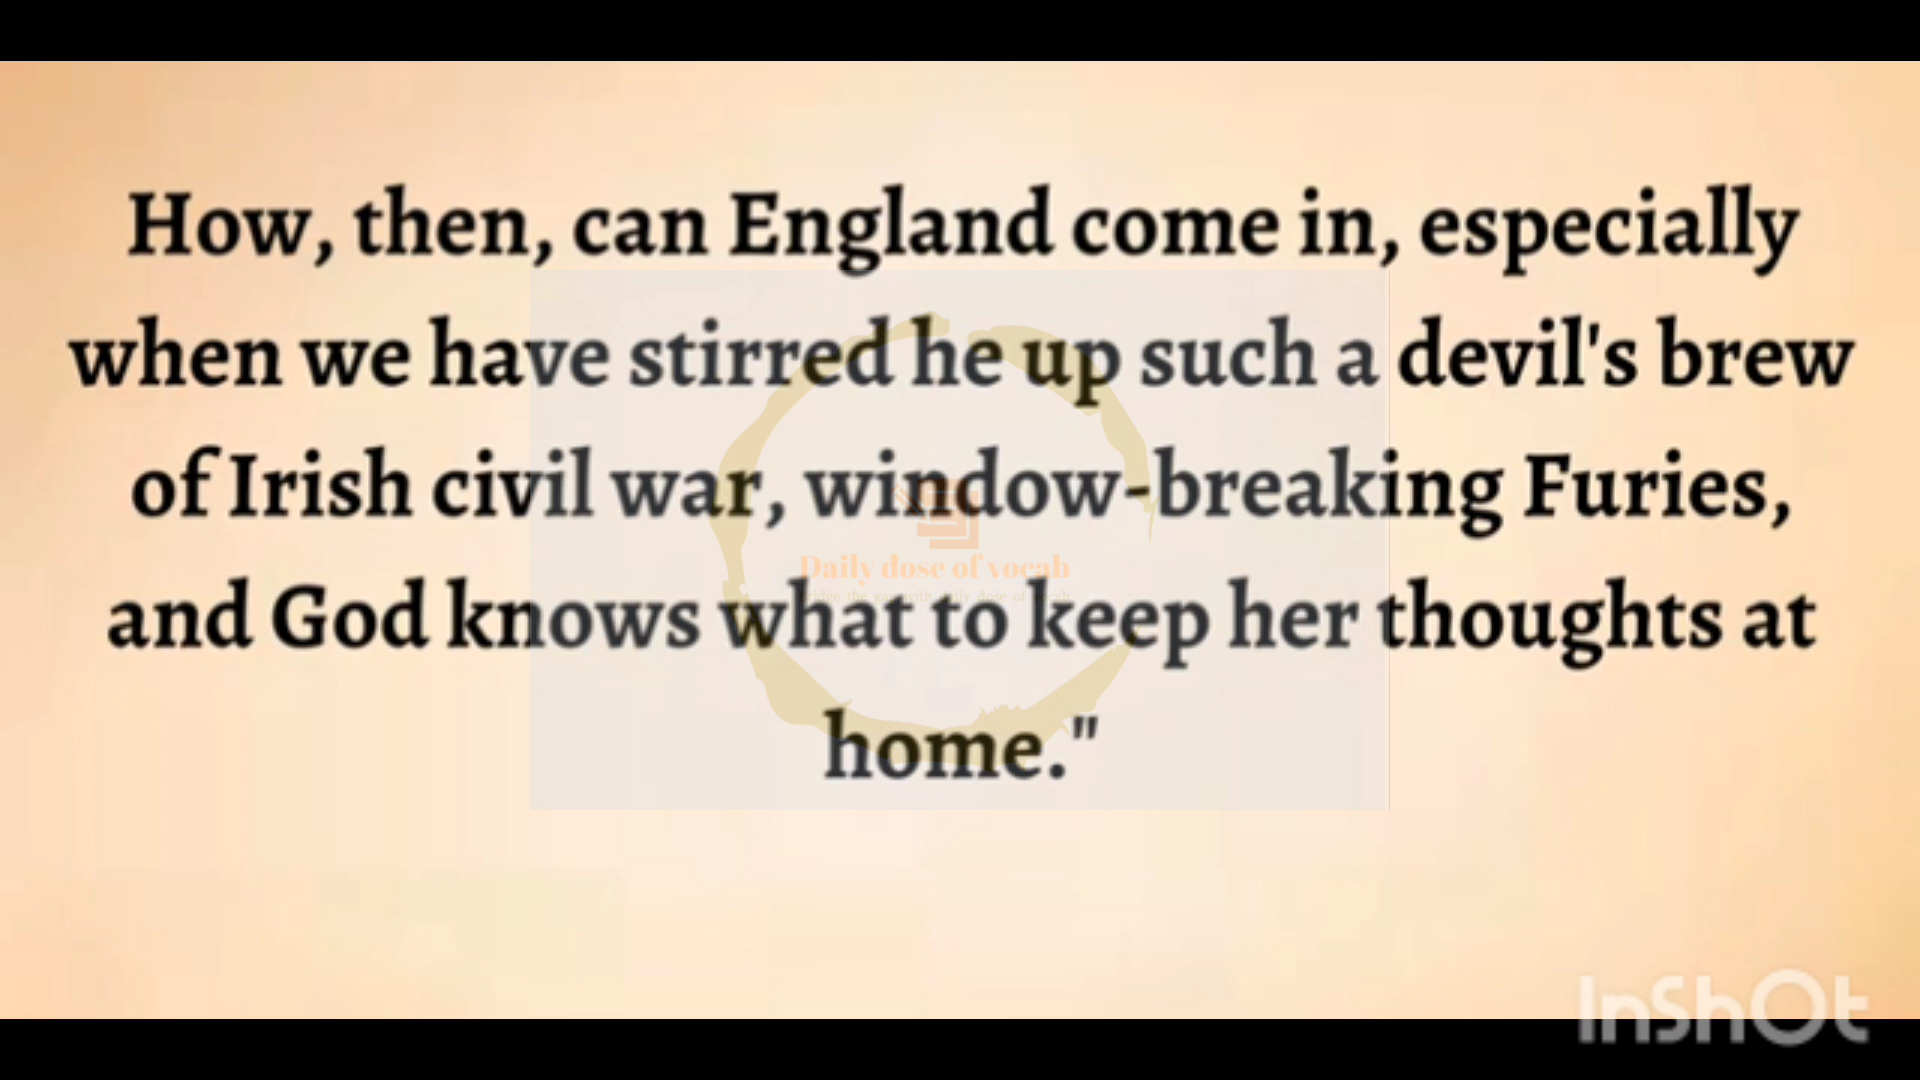 How, then, can England come in, especially
when we have stirred he up such a devil's brew
of Irish civil war, window-breaking Furies,
Daily dose of vocab
and God knows what to keep her thoughts at
home."
InShOt